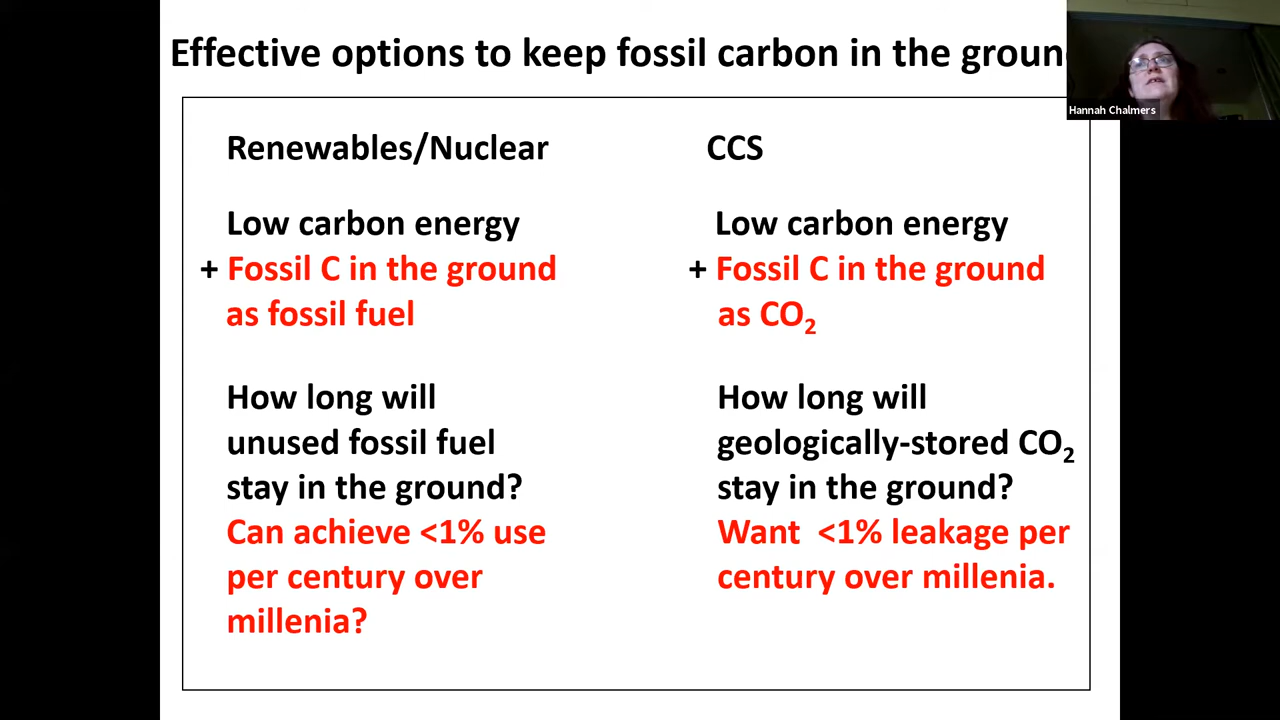 Effective options to keep fossil carbon in the groun
Hannah Chalmers
Renewables/Nuclear
Low carbon energy
+ Fossil C in the ground
as fossil fuel
How long will
unused fossil fuel
stay in the ground?
Can achieve <1% use
per century over
millenia?
CCS
Low carbon energy
+ Fossil C in the ground
as CO₂
How long will
geologically-stored CO₂
stay in the ground?
Want <1% leakage per
century over millenia.